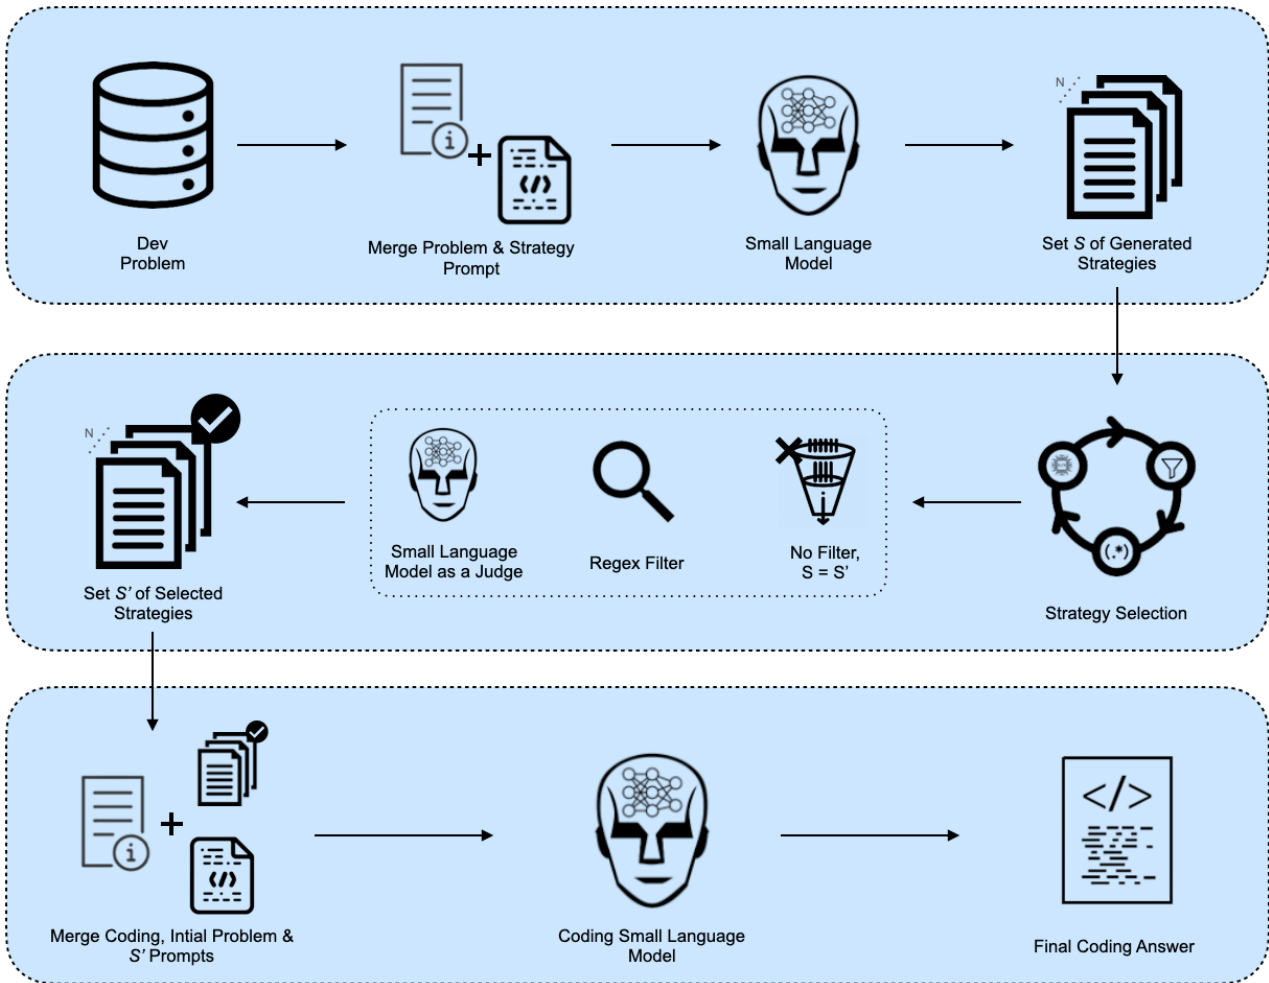 Dev
Problem
Merge Problem & Strategy
Prompt
Small Language
Model
N
Set S of Generated
Strategies
N
Set S' of Selected
Strategies
Small Language
Model as a Judge
Regex Filter
No Filter,
S = S'
(.*)
Strategy Selection
i
</>
Merge Coding, Intial Problem &
S' Prompts
Coding Small Language
Model
</>
Final Coding Answer